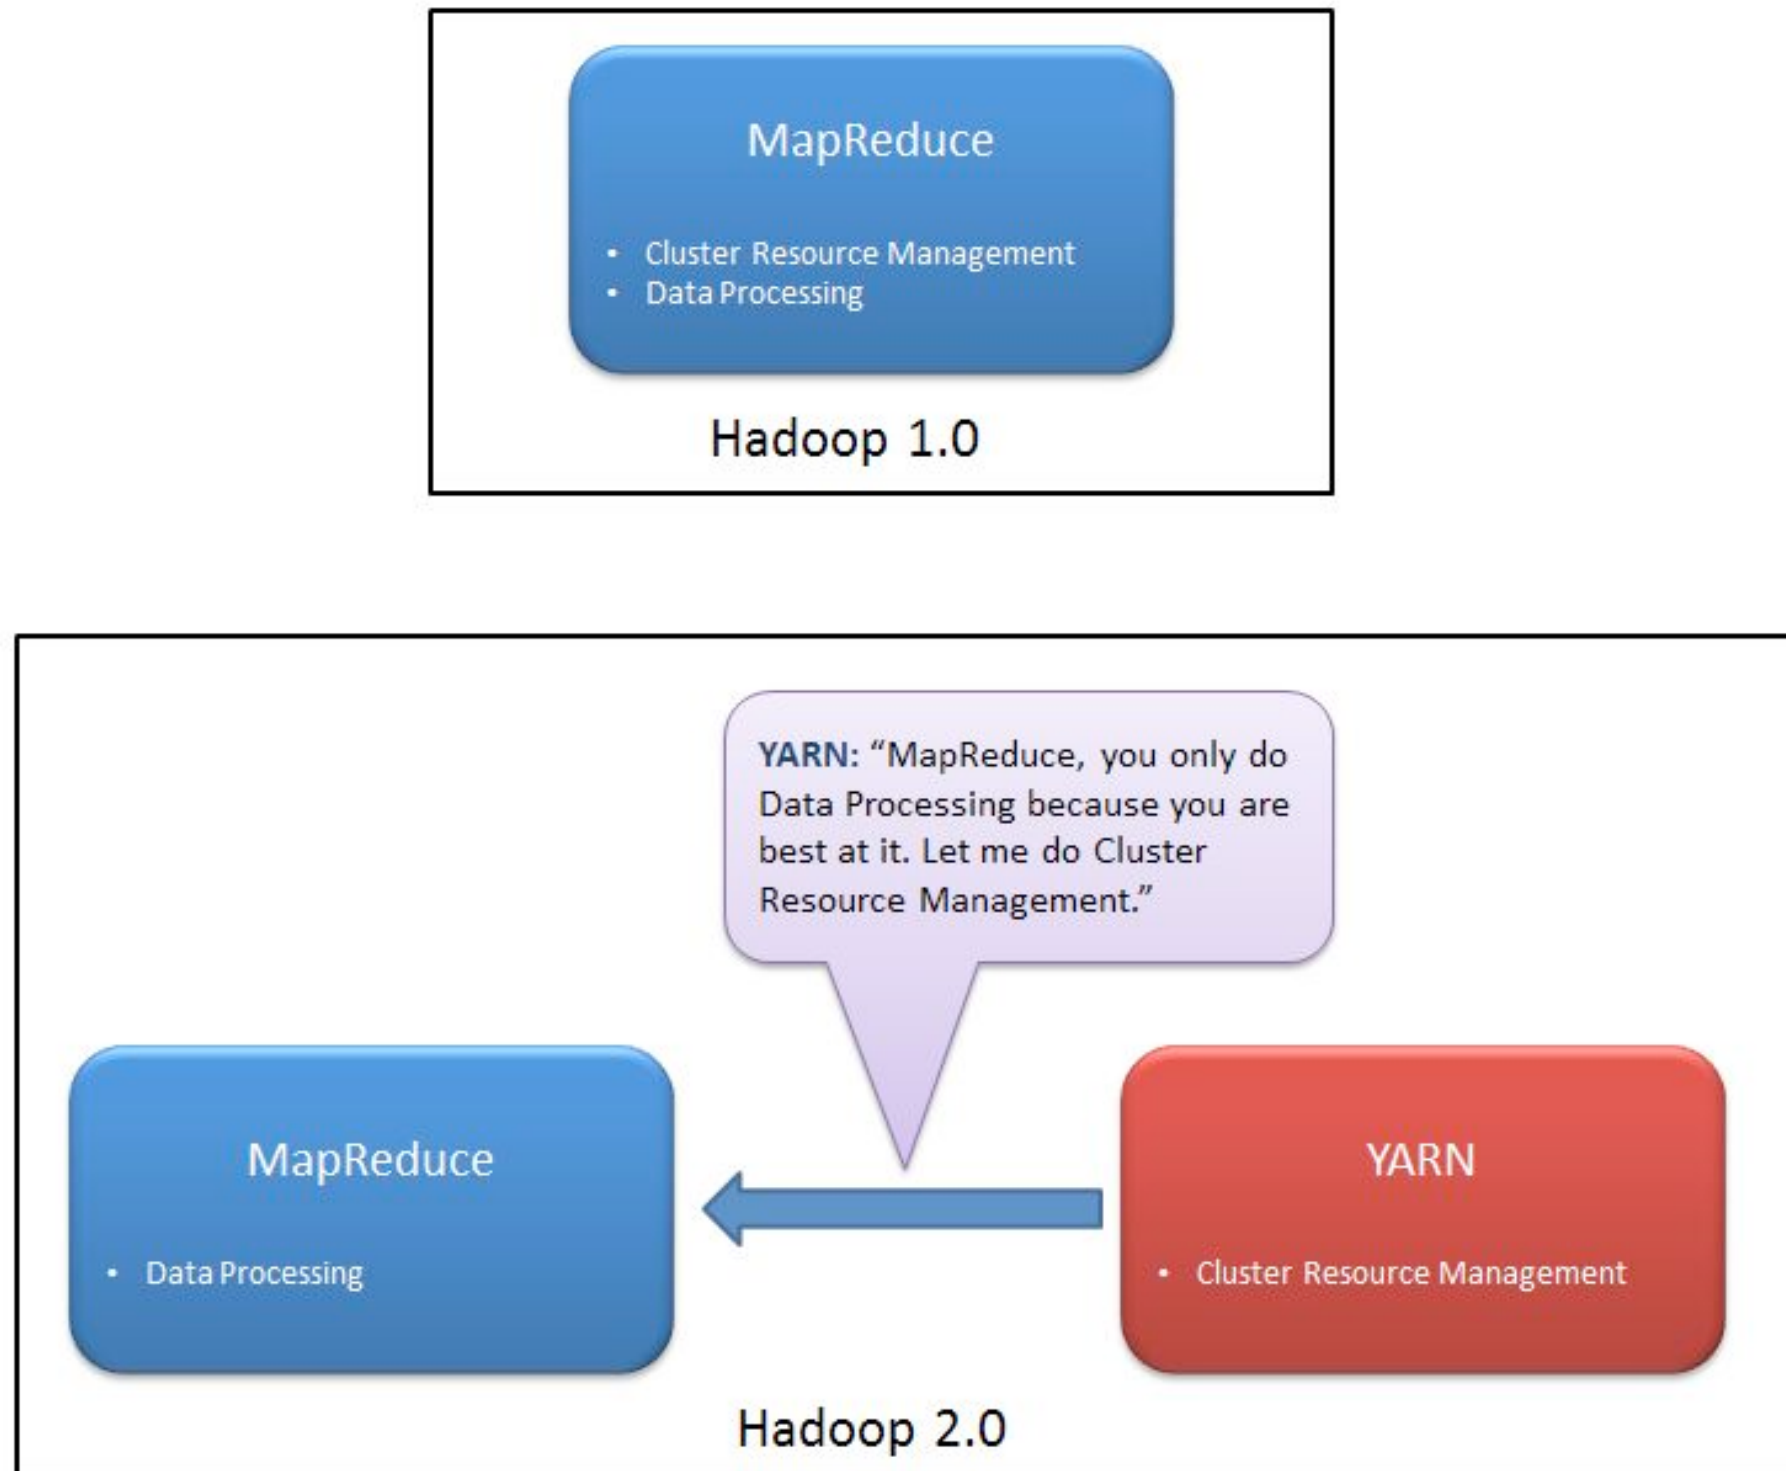 MapReduce
• Cluster Resource Management
• Data Processing
Hadoop 1.0
YARN: “MapReduce, you only do
Data Processing because you are
best at it. Let me do Cluster
Resource Management.”
MapReduce
• Data Processing
YARN
• Cluster Resource Management
Hadoop 2.0